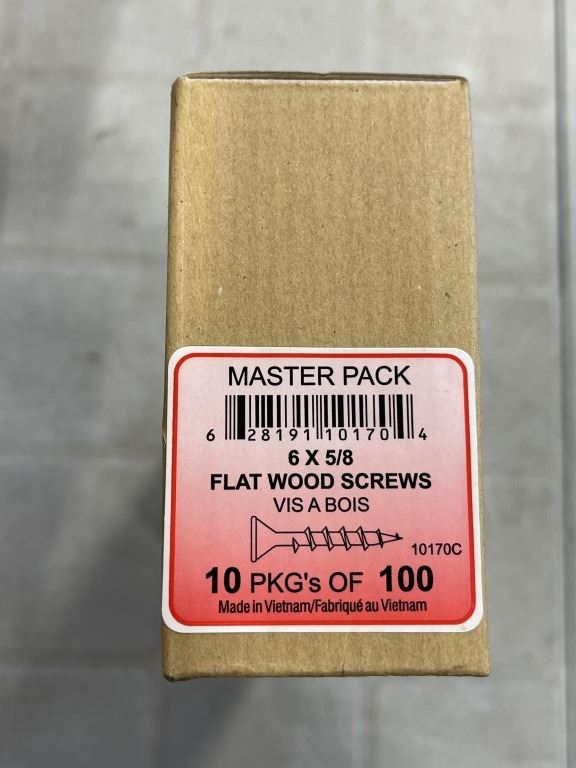 MASTER PACK
6 28191 10170 4
6 X 5/8
FLAT WOOD SCREWS
VIS A BOIS
10170C
10 PKG's OF 100
Made in Vietnam/Fabriqué au Vietnam